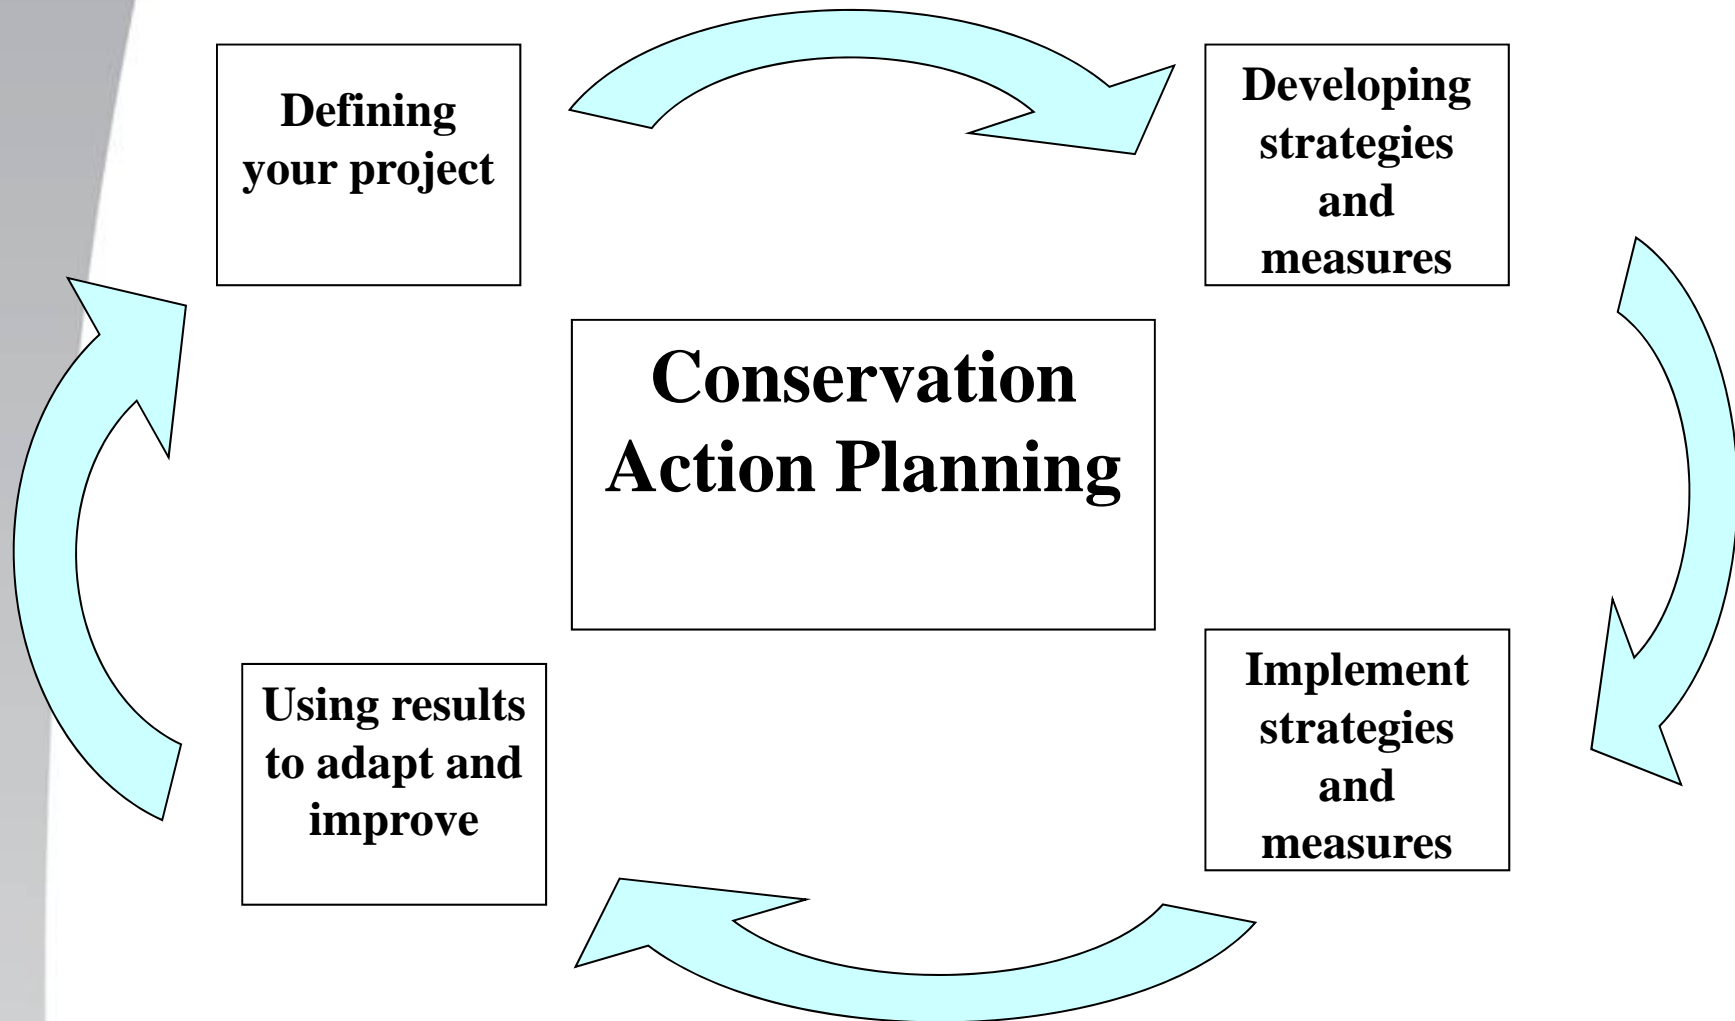 Defining
your project
Developing
strategies
and
measures
Conservation
Action Planning
Using results
to adapt and
improve
Implement
strategies
and
measures